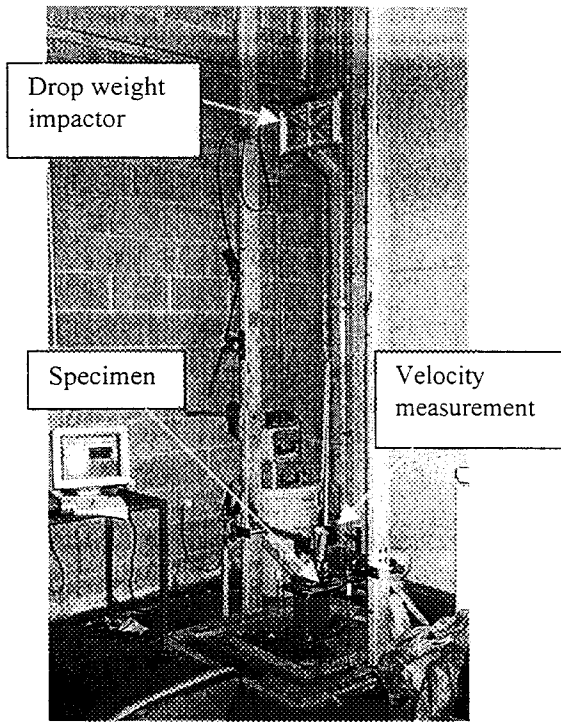 Drop weight
impactor
Specimen
Velocity
measurement